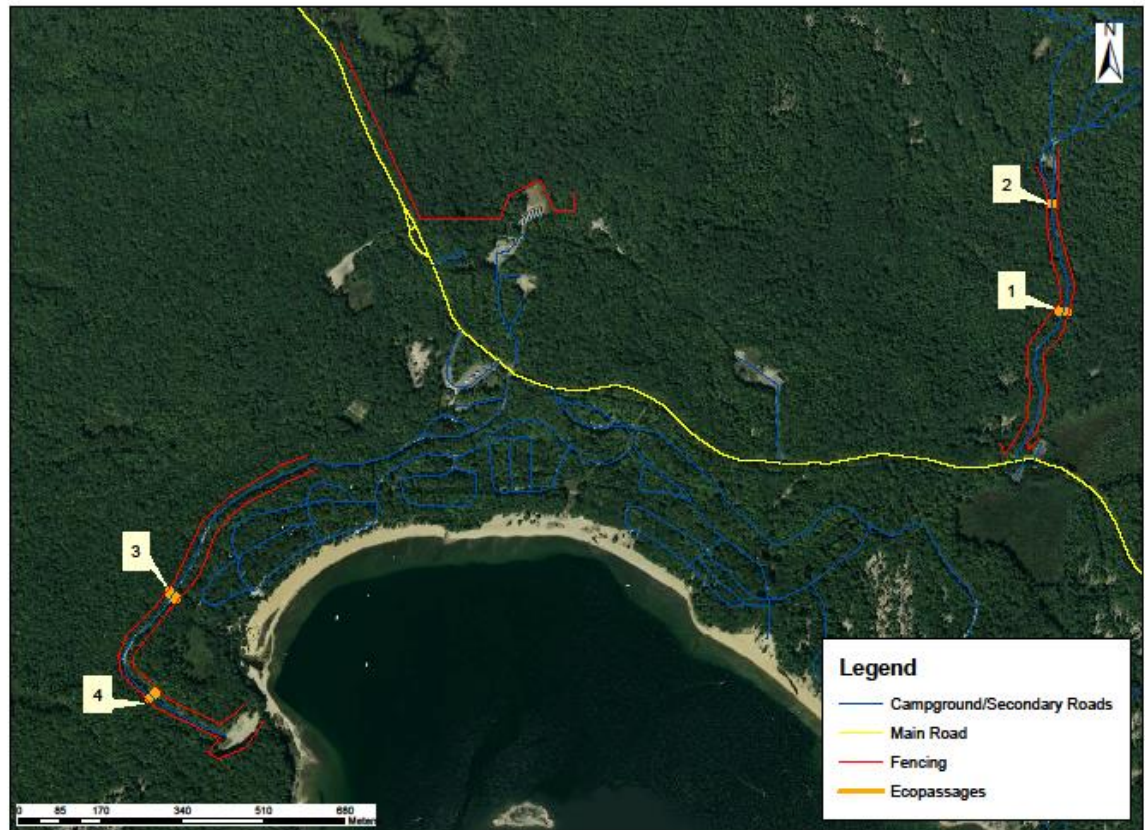 N
2
1
3
4
Legend
Campground/Secondary Roads
Main Road
Fencing
Ecopassages
0 85 170 340 510 680
Meters